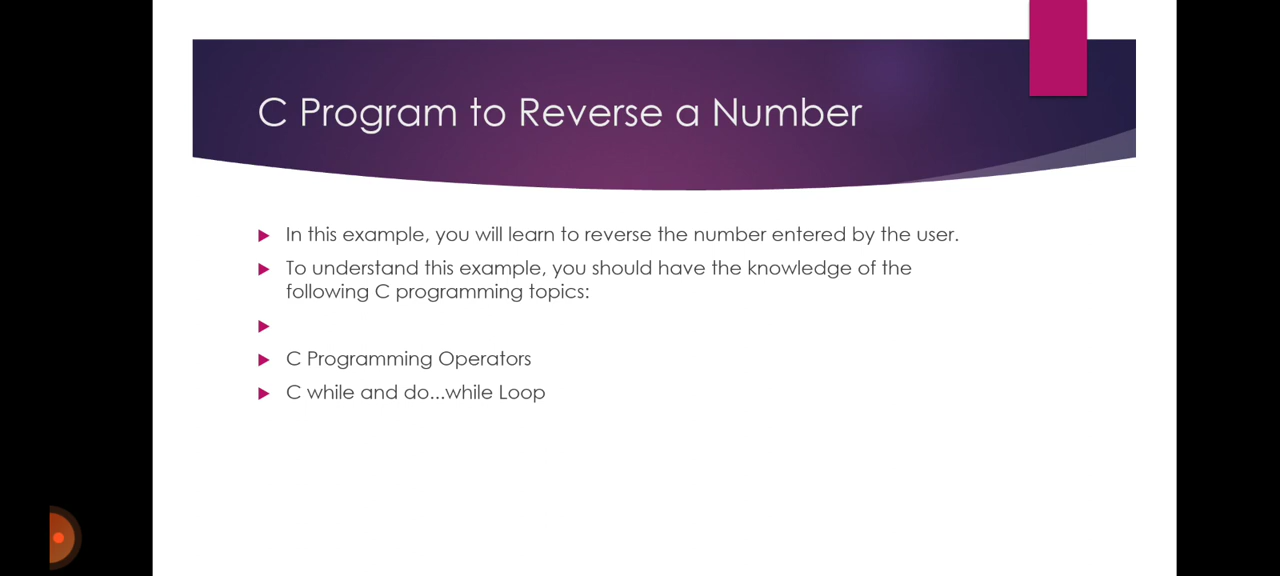 C Program to Reverse a Number
In this example, you will learn to reverse the number entered by the user.
To understand this example, you should have the knowledge of the
following C programming topics:
C Programming Operators
C while and do...while Loop